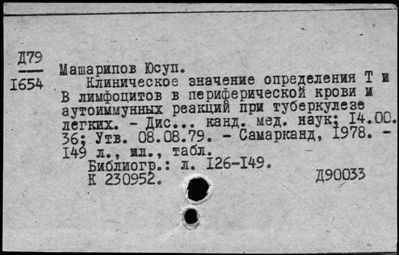 Д79
1654
Машарипов Юсуп.
Клиническое значение определения Т и
В лимфоцитов в периферической крови и
аутоиммунных реакций при туберкулезе
легких. - Дис... канд. мед. наук: 14.00.
36; Утв. 08.08.79. - Самарканд, 1978. -
149 л., ил., табл.
Библиогр.: л. 126-149.
К 230952.
Д90033